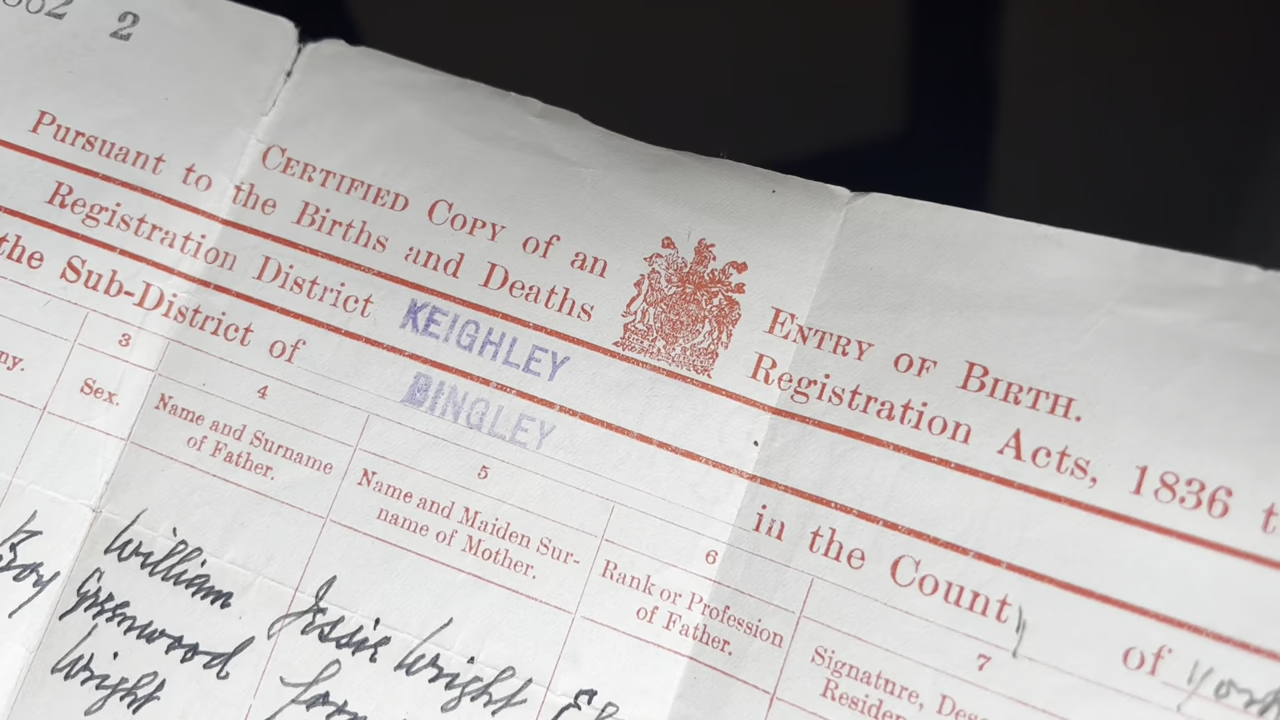 2
CERTIFIED COPY of an ENTRY OF BIRTH.
Pursuant to the Births and Deaths Registration Acts, 1836
Registration District KEIGHLEY
the Sub-District of BINGLEY in the County of
3
4
5
6
7
Sex.
Name and Surname
of Father.
Name and Maiden Sur-
name of Mother.
Rank or Profession
of Father.
Signature,
Boy
William
Greenwood
Wright
Jessie Wright